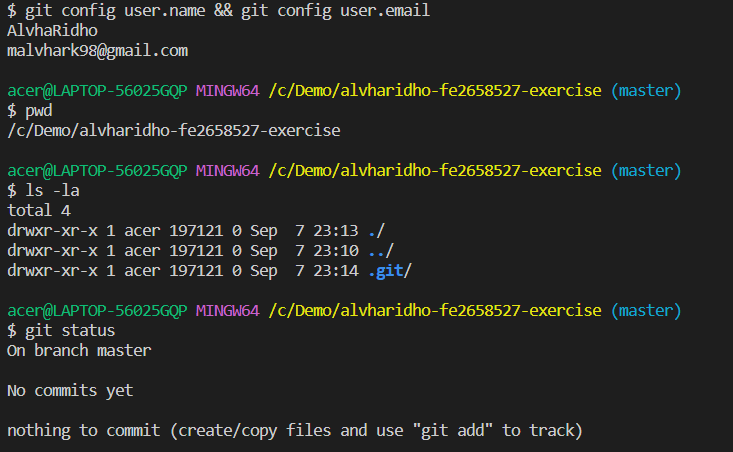 $ git config user.name && git config user.email
AlvhaRidho
malvhark98@gmail.com
acer@LAPTOP-56025GQP MINGW64 /c/Demo/alvharidho-fe2658527-exercise (master)
$ pwd
/c/Demo/alvharidho-fe2658527-exercise
acer@LAPTOP-56025GQP MINGW64 /c/Demo/alvharidho-fe2658527-exercise (master)
$ ls -la
total 4
drwxr-xr-x 1 acer 197121 0 Sep  7 23:13 ./
drwxr-xr-x 1 acer 197121 0 Sep  7 23:10 ../
drwxr-xr-x 1 acer 197121 0 Sep  7 23:14 .git/
acer@LAPTOP-56025GQP MINGW64 /c/Demo/alvharidho-fe2658527-exercise (master)
$ git status
On branch master
No commits yet
nothing to commit (create/copy files and use "git add" to track)